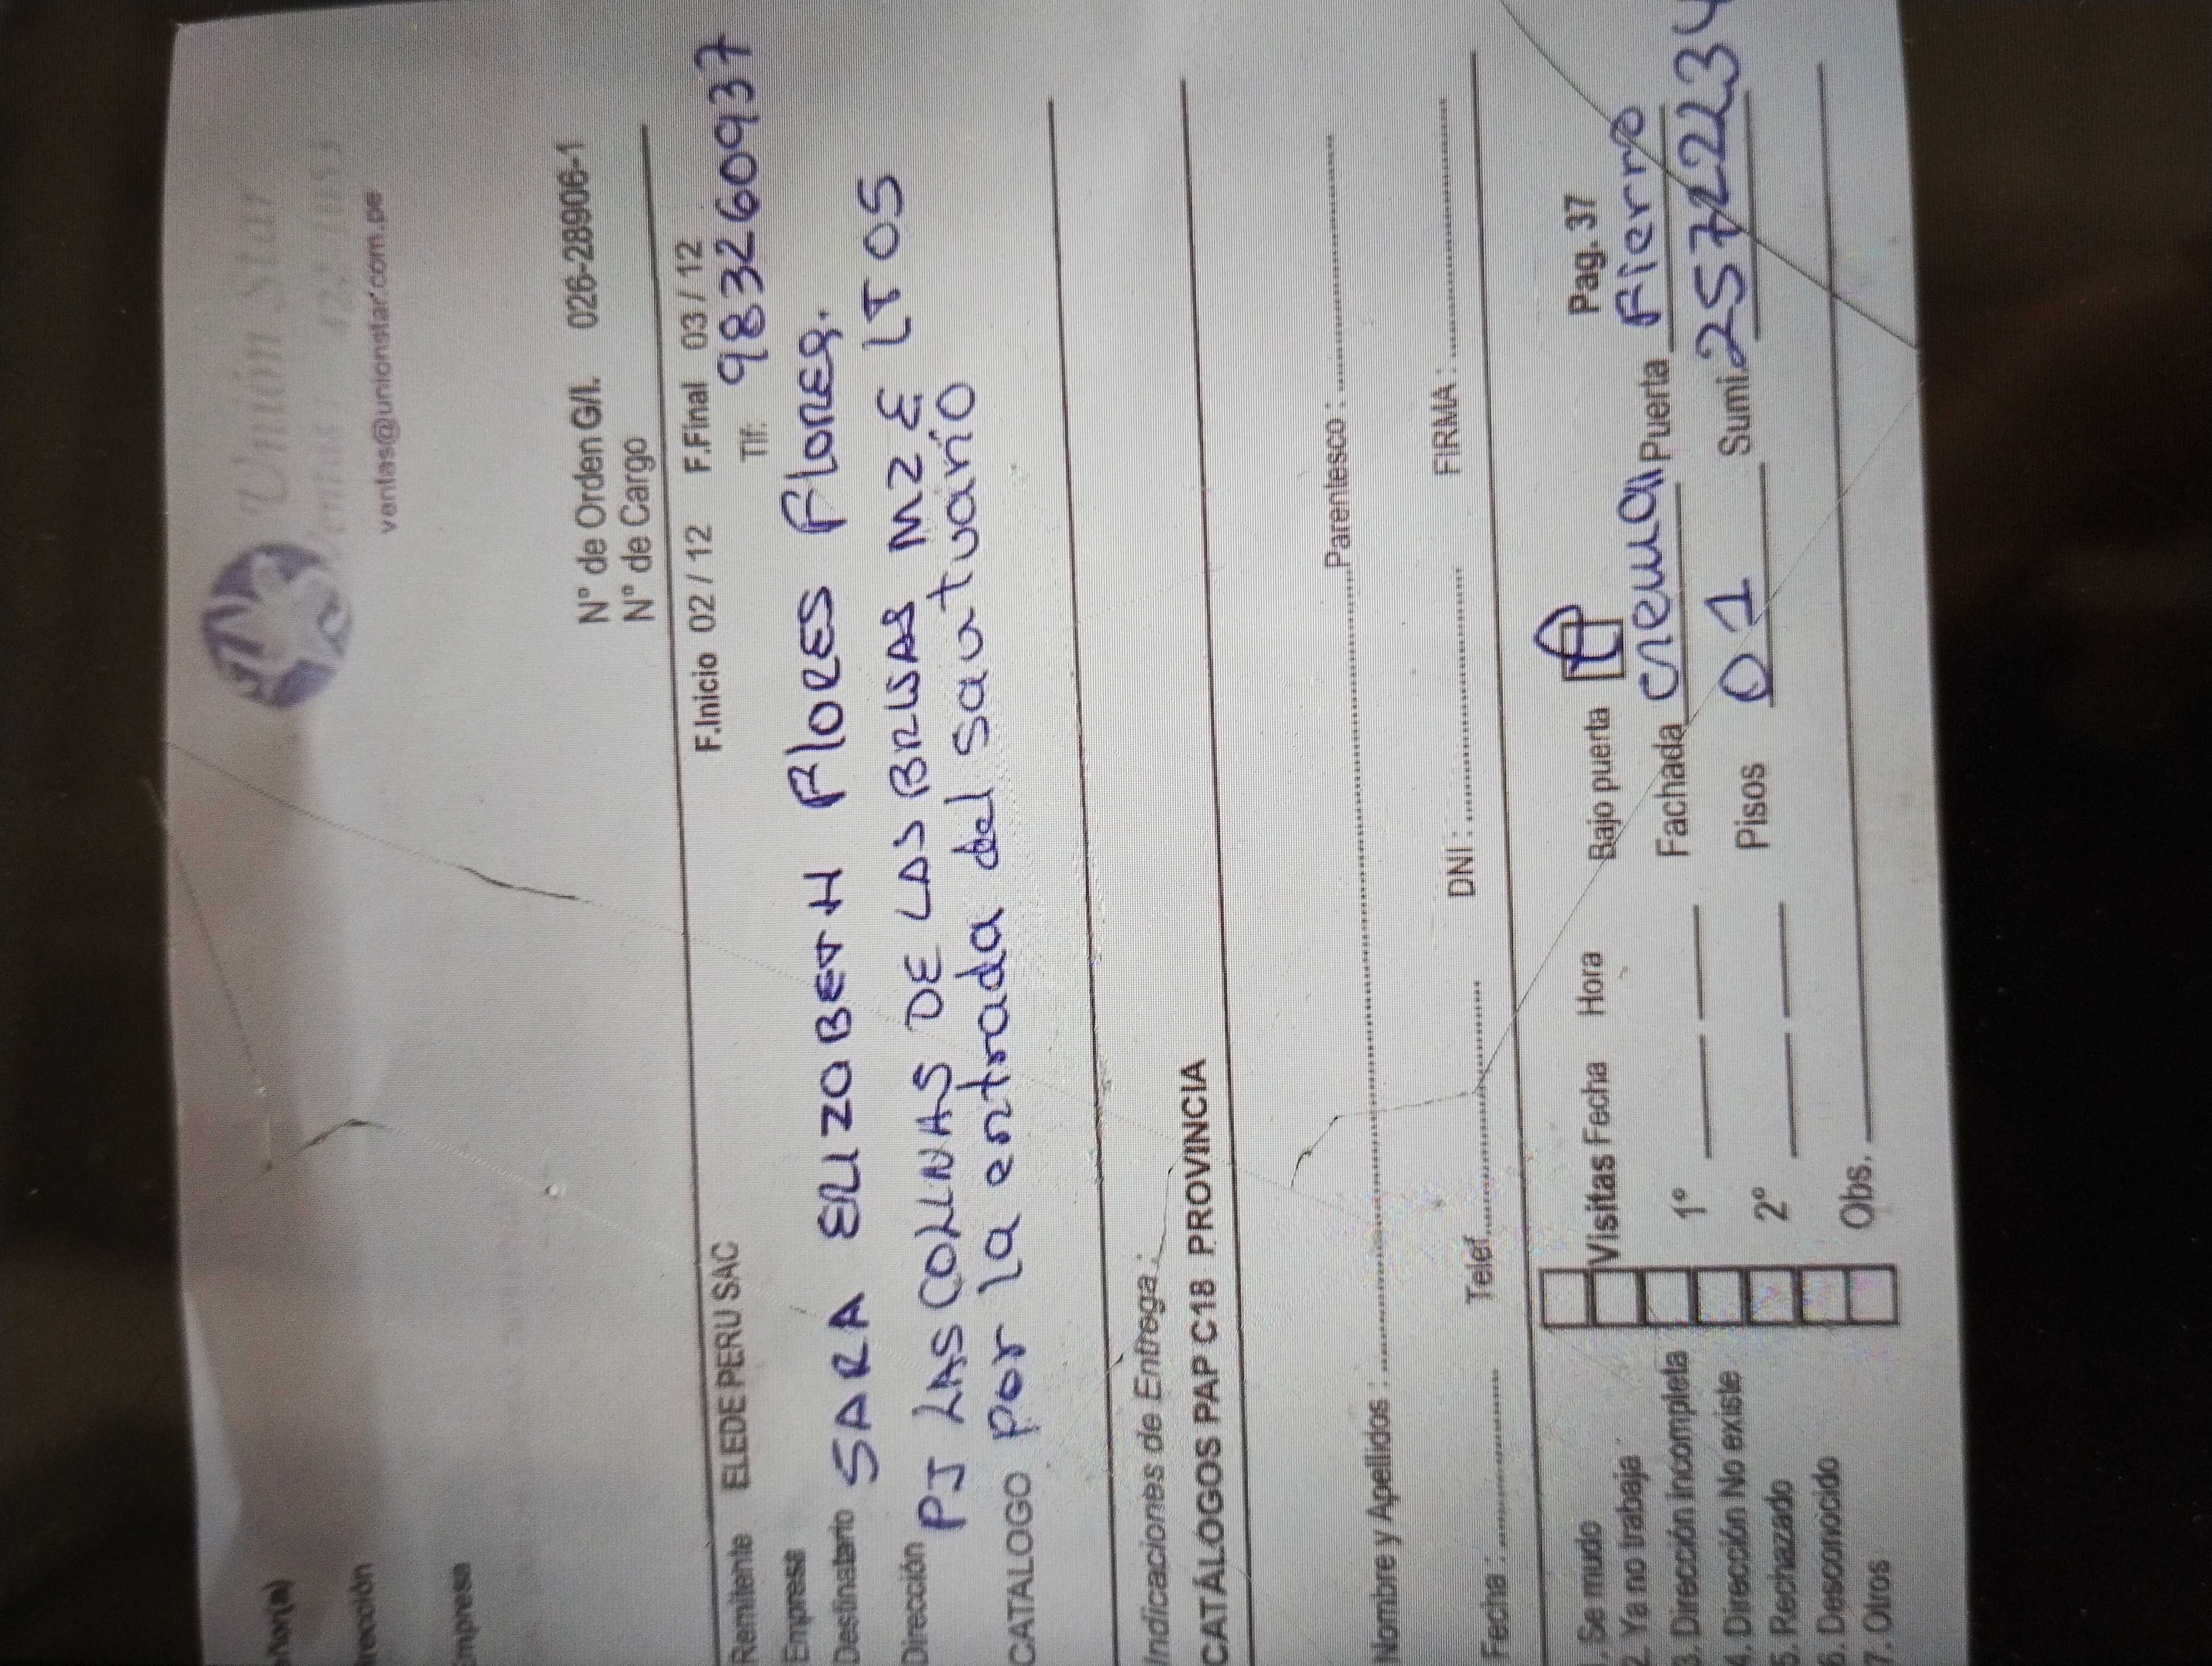 Unión Star
ventas@unionstar.com.pe
rección
Empresa
N° de Orden G/I. 026-28906-1
N° de Cargo
F.Inicio 02 / 12 F.Final 03 / 12
Remitente ELEDE PERU SAC Tlf: 983260937
Empresa
Destinatario SARA ELIZABETH FLORES FLORES.
Dirección PJ LAS COLINAS DE LAS BRISAS MZ E LT 05
CATALOGO por la entrada del santuario
Indicaciones de Entrega :
CATÁLOGOS PAP C18 PROVINCIA
Nombre y Apellidos : Parentesco :
Fecha : Telef. DNI : FIRMA :
1. Se mudo
2. Ya no trabaja
3. Dirección incompleta
4. Dirección No existe
5. Rechazado
6. Desconocido
7. Otros
Visitas Fecha Hora Bajo puerta Pag. 37
1º Fachada crema Puerta Fierro
2º Pisos 01 Sumi.
Obs.